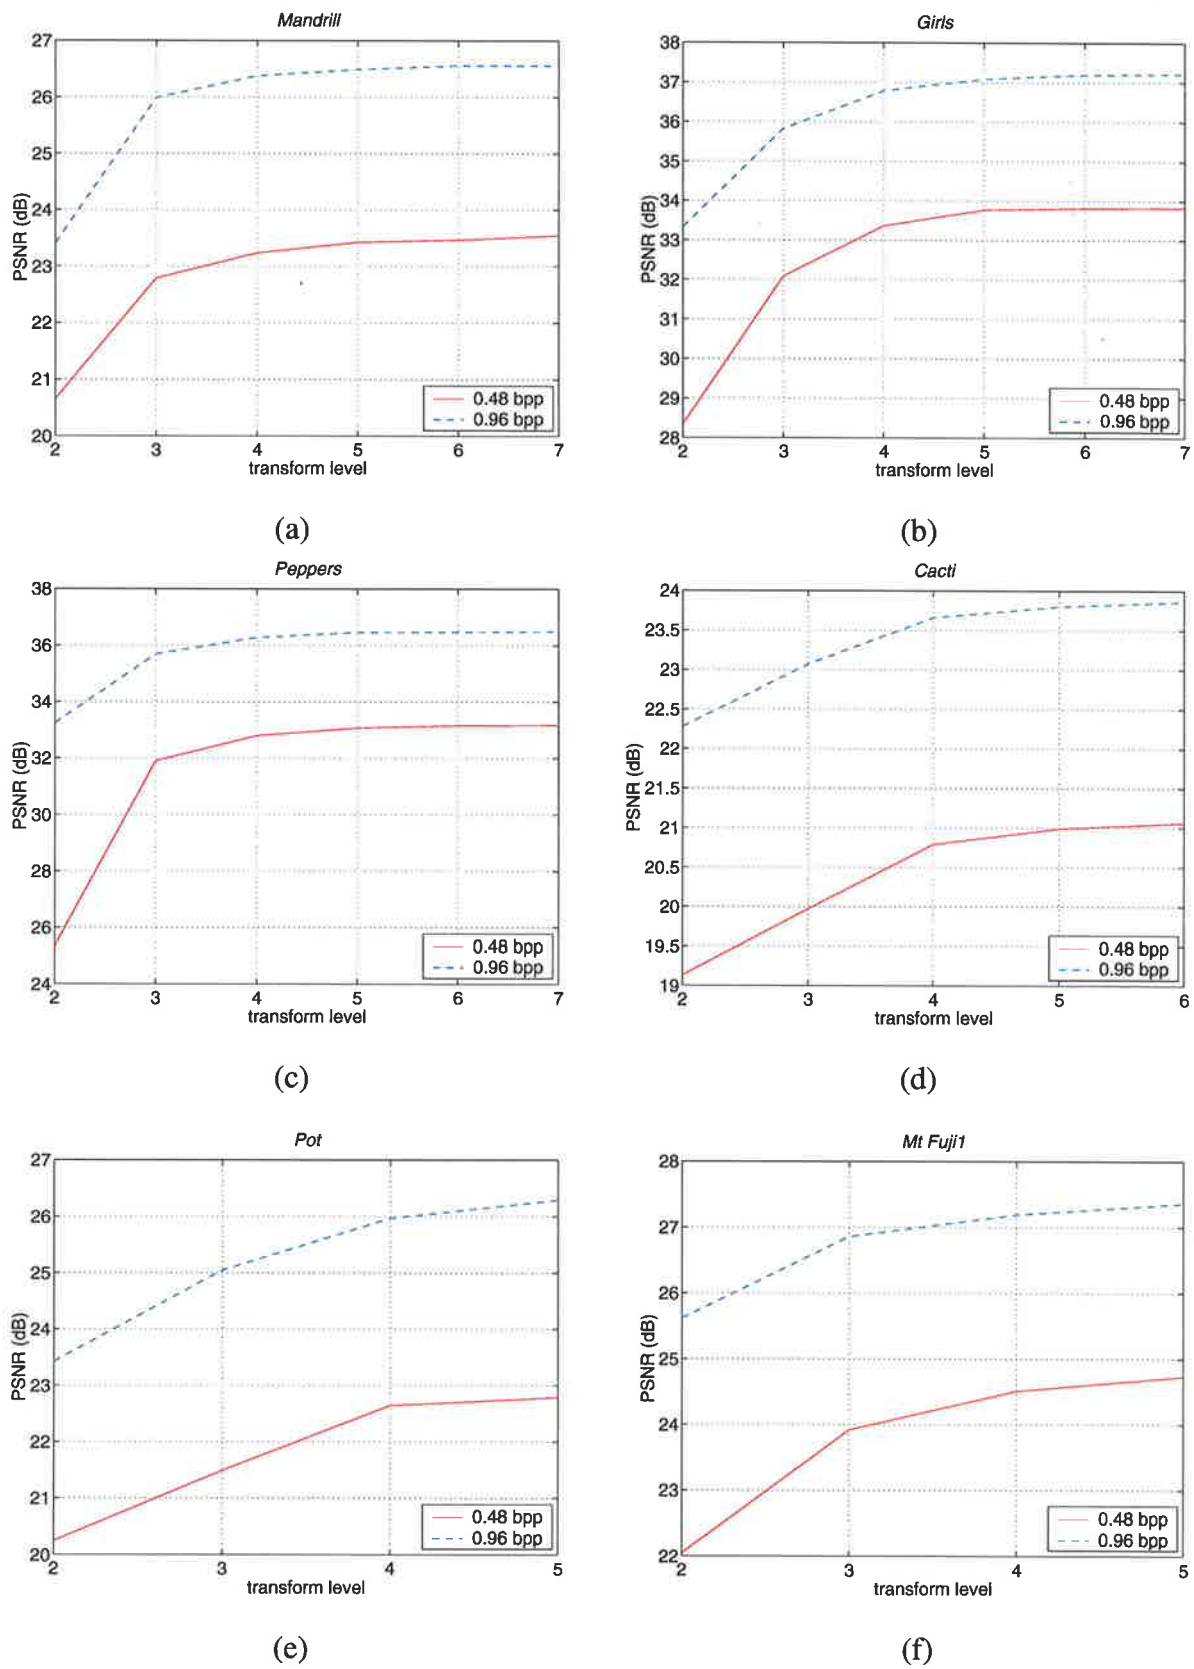 Mandrill
27
26
25
24
23
22
21
20
PSNR (dB)
2 3 4 5 6 7
transform level
0.48 bpp
0.96 bpp
(a)
Girls
38
37
36
35
34
33
32
31
30
29
28
PSNR (dB)
2 3 4 5 6 7
transform level
0.48 bpp
0.96 bpp
(b)
Peppers
38
36
34
32
30
28
26
24
PSNR (dB)
2 3 4 5 6 7
transform level
0.48 bpp
0.96 bpp
(c)
Cacti
24
23.5
23
22.5
22
21.5
21
20.5
20
19.5
19
PSNR (dB)
2 3 4 5 6
transform level
0.48 bpp
0.96 bpp
(d)
Pot
27
26
25
24
23
22
21
20
PSNR (dB)
2 3 4 5
transform level
0.48 bpp
0.96 bpp
(e)
Mt Fuji1
28
27
26
25
24
23
22
PSNR (dB)
2 3 4 5
transform level
0.48 bpp
0.96 bpp
(f)